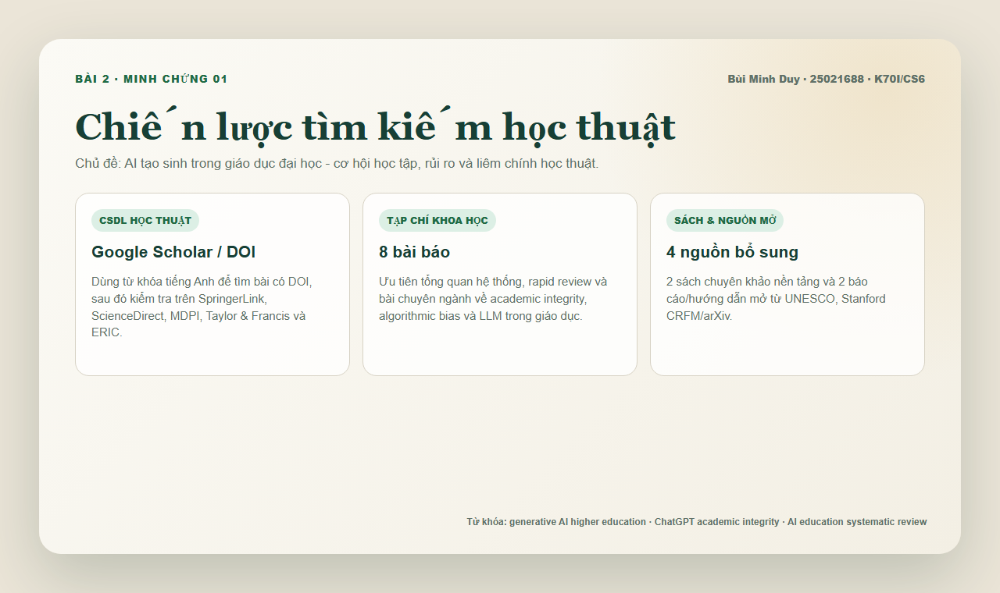 BÀI 2 · MINH CHỨNG 01
Bùi Minh Duy · 25021688 · K70I/CS6
Chiến lược tìm kiếm học thuật
Chủ đề: AI tạo sinh trong giáo dục đại học - cơ hội học tập, rủi ro và liêm chính học thuật.
CSDL HỌC THUẬT
Google Scholar / DOI
Dùng từ khóa tiếng Anh để tìm bài có DOI,
sau đó kiểm tra trên SpringerLink,
ScienceDirect, MDPI, Taylor & Francis và
ERIC.
TẠP CHÍ KHOA HỌC
8 bài báo
Ưu tiên tổng quan hệ thống, rapid review và
bài chuyên ngành về academic integrity,
algorithmic bias và LLM trong giáo dục.
SÁCH & NGUỒN MỞ
4 nguồn bổ sung
2 sách chuyên khảo nền tảng và 2 báo
cáo/hướng dẫn mở từ UNESCO, Stanford
CRFM/arXiv.
Từ khóa: generative AI higher education · ChatGPT academic integrity · AI education systematic review